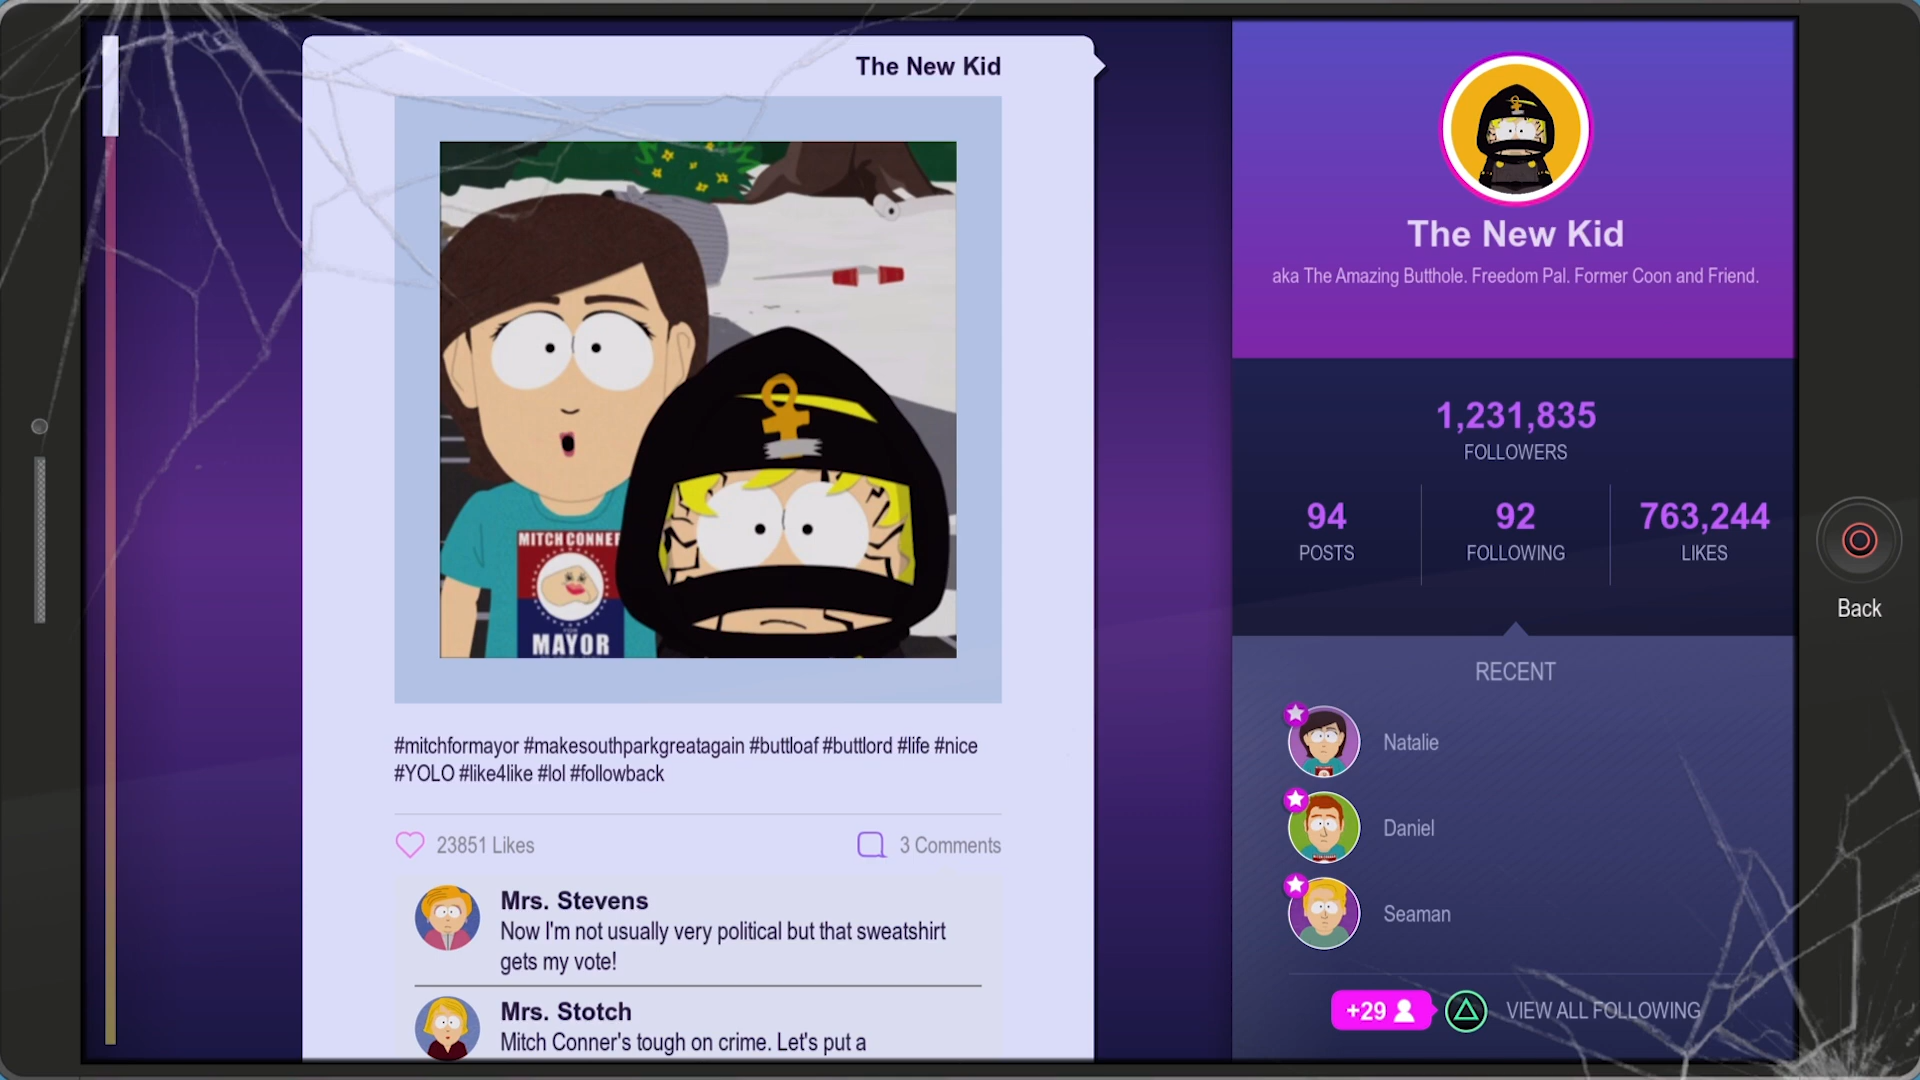 The New Kid
MITCH CONNER
MAYOR
#mitchformayor #makesouthparkgreatagain #buttloaf #buttlord #life #nice
#YOLO #like4like #lol #followback
23851 Likes
3 Comments
Mrs. Stevens
Now I'm not usually very political but that sweatshirt
gets my vote!
Mrs. Stotch
Mitch Conner's tough on crime. Let's put a
The New Kid
aka The Amazing Butthole. Freedom Pal. Former Coon and Friend.
1,231,835
FOLLOWERS
94
POSTS
92
FOLLOWING
763,244
LIKES
RECENT
Natalie
Daniel
Seaman
+29
VIEW ALL FOLLOWING
Back